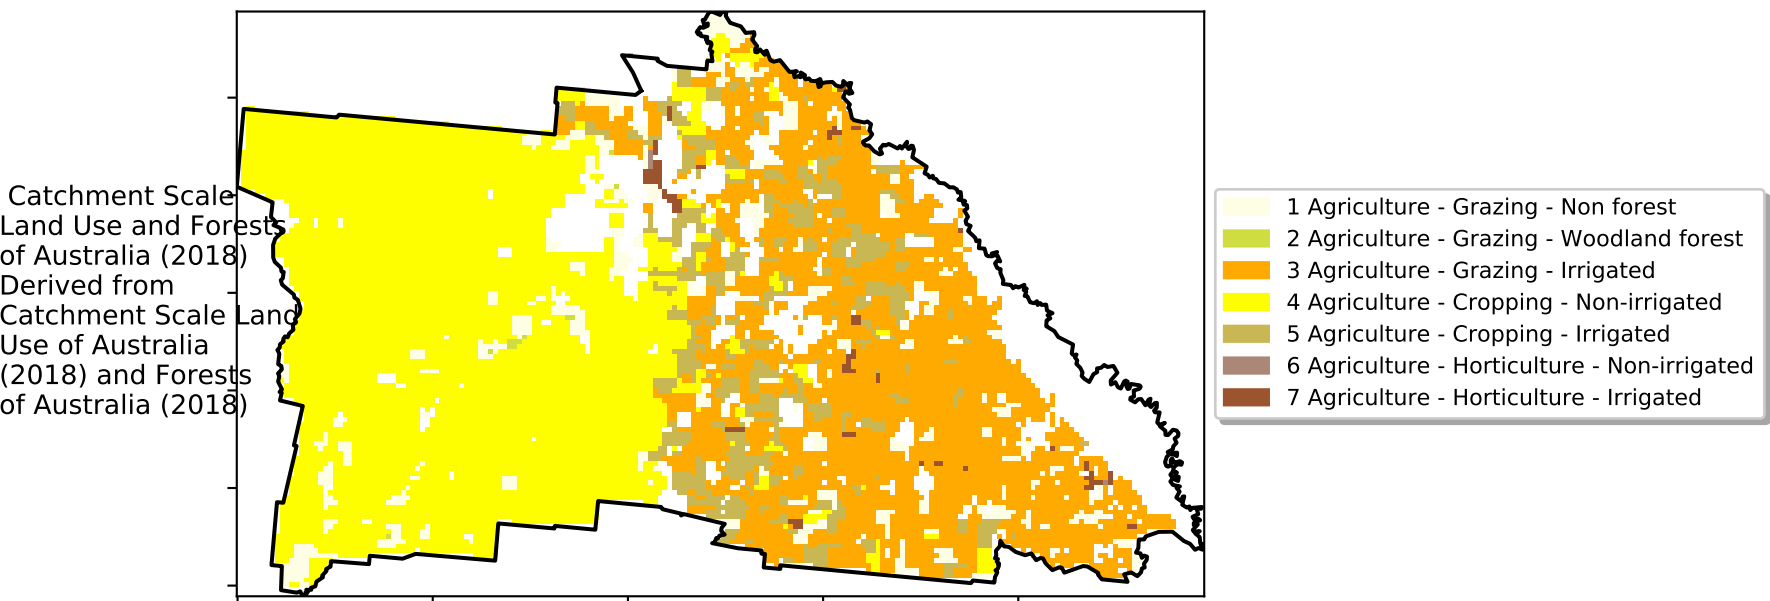 Catchment Scale
Land Use and Forests
of Australia (2018)
Derived from
Catchment Scale Land
Use of Australia
(2018) and Forests
of Australia (2018)
1 Agriculture - Grazing - Non forest
2 Agriculture - Grazing - Woodland forest
3 Agriculture - Grazing - Irrigated
4 Agriculture - Cropping - Non-irrigated
5 Agriculture - Cropping - Irrigated
6 Agriculture - Horticulture - Non-irrigated
7 Agriculture - Horticulture - Irrigated